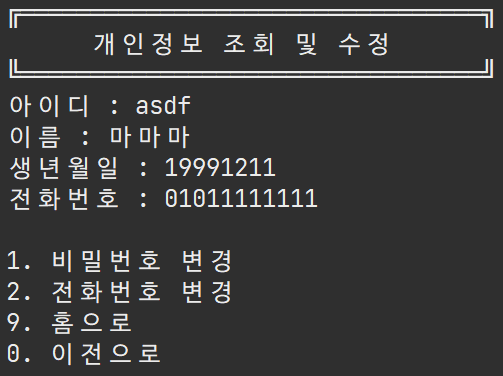 개인정보 조회 및 수정
아이디 : asdf
이름 : 마마마
생년월일 : 19991211
전화번호 : 01011111111
1. 비밀번호 변경
2. 전화번호 변경
9. 홈으로
0. 이전으로